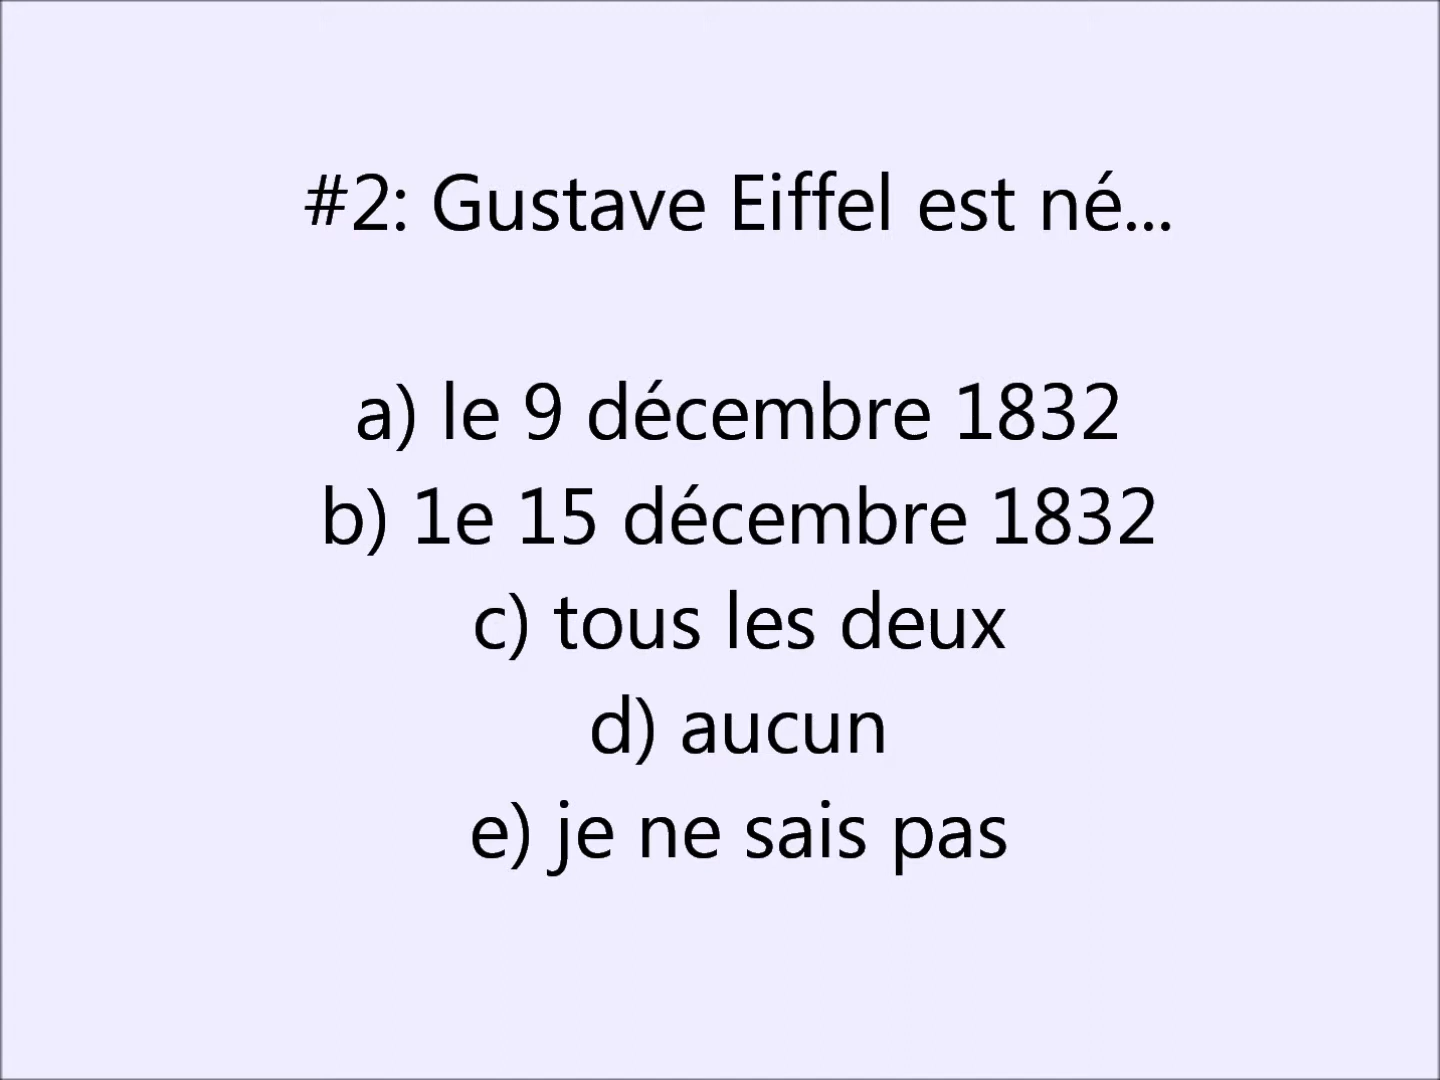 #2: Gustave Eiffel est né...
a) le 9 décembre 1832
b) 1e 15 décembre 1832
c) tous les deux
d) aucun
e) je ne sais pas